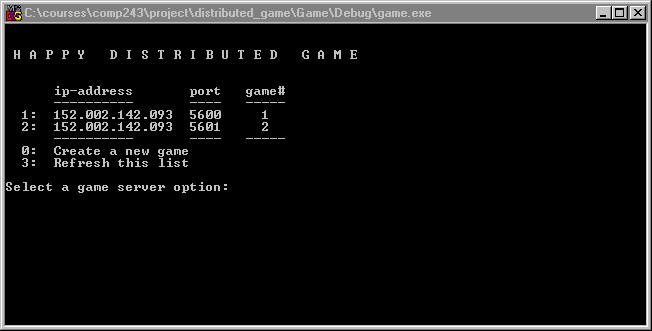 C:\courses\comp243\project\distributed_game\Game\Debug\game.exe
H A P P Y   D I S T R I B U T E D   G A M E
ip-address   port   game#
----------   ----   -----
1:  152.002.142.093  5600  1
2:  152.002.142.093  5601  2
----------   ----   -----
0:  Create a new game
3:  Refresh this list
Select a game server option: